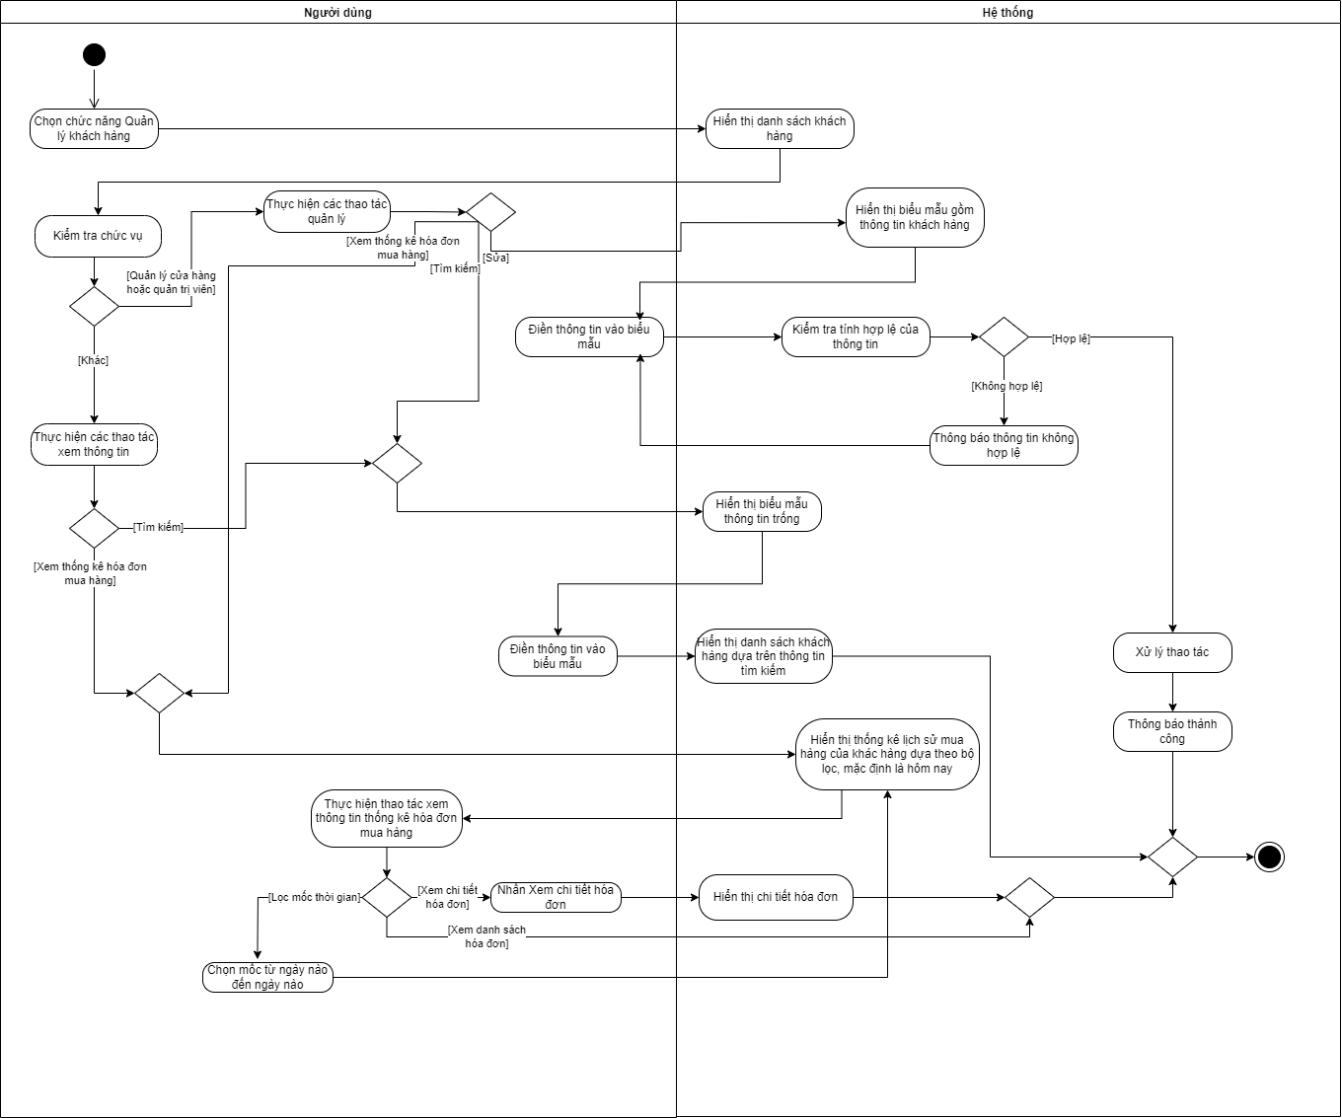 Người dùng
Hệ thống
Chọn chức năng Quản
lý khách hàng
Hiển thị danh sách khách
hàng
Kiểm tra chức vụ
Thực hiện các thao tác
quản lý
Hiển thị biểu mẫu gồm
thông tin khách hàng
[Xem thống kê hóa đơn
mua hàng]
[Sửa]
[Tìm kiếm]
[Quản lý cửa hàng
hoặc quản trị viên]
Điền thông tin vào biểu
mẫu
Kiểm tra tính hợp lệ của
thông tin
[Hợp lệ]
[Khác]
[Không hợp lệ]
Thực hiện các thao tác
xem thông tin
Thông báo thông tin không
hợp lệ
Hiển thị biểu mẫu
thông tin trống
[Tìm kiếm]
[Xem thống kê hóa đơn
mua hàng]
Điền thông tin vào
biểu mẫu
Hiển thị danh sách khách
hàng dựa trên thông tin
tìm kiếm
Xử lý thao tác
Thông báo thành
công
Hiển thị thống kê lịch sử mua
hàng của khác hàng dựa theo bộ
lọc, mặc định là hôm nay
Thực hiện thao tác xem
thông tin thống kê hóa đơn
mua háng
[Lọc mốc thời gian]
[Xem chi tiết
hóa đơn]
Nhấn Xem chi tiết hóa
đơn
Hiển thị chi tiết hóa đơn
[Xem danh sách
hóa đơn]
Chọn mốc từ ngày nào
đến ngày nào